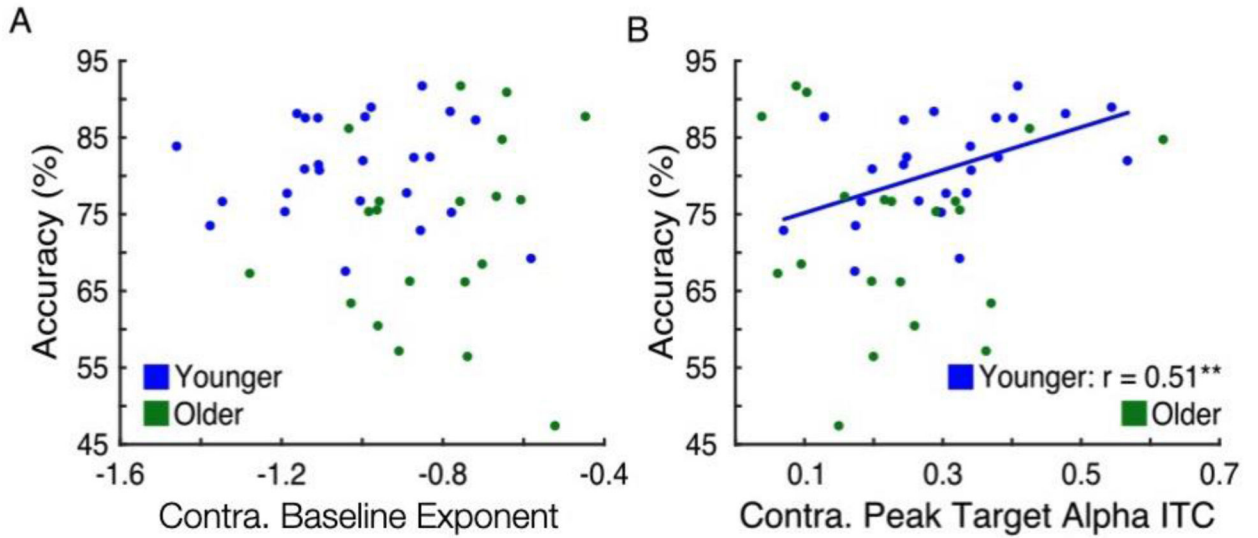 A
95
85
75
65
55
45
Accuracy (%)
Younger
Older
-1.6
-1.2
-0.8
-0.4
Contra. Baseline Exponent
B
95
85
75
65
55
45
Accuracy (%)
Younger: r = 0.51**
Older
0.1
0.3
0.5
0.7
Contra. Peak Target Alpha ITC